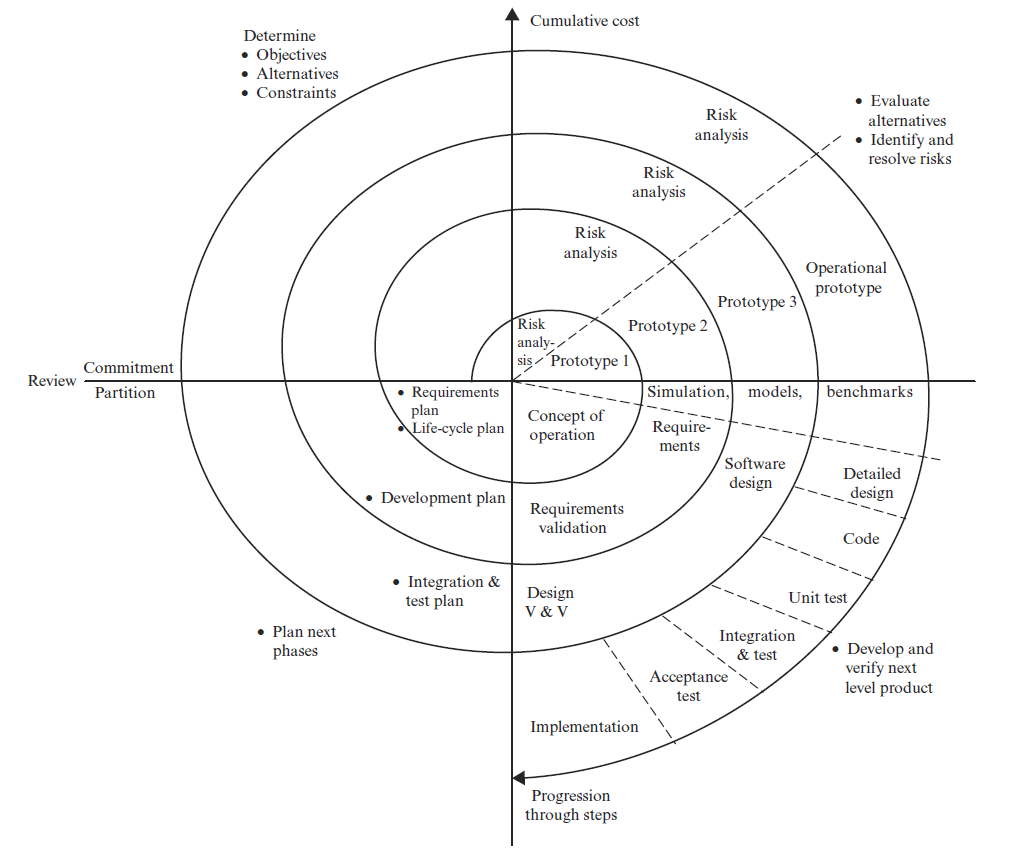 Cumulative cost
Determine
• Objectives
• Alternatives
• Constraints
• Evaluate
alternatives
• Identify and
resolve risks
Risk
analysis
Risk
analysis
Risk
analysis
Risk
analy-
sis
Prototype 1
Prototype 2
Prototype 3
Operational
prototype
Review
Commitment
Partition
• Requirements
plan
• Life-cycle plan
Concept of
operation
Simulation, models, benchmarks
Require-
ments
Software
design
Detailed
design
• Development plan
Requirements
validation
Code
• Integration &
test plan
Design
V & V
Unit test
Integration
& test
Acceptance
test
Implementation
• Plan next
phases
• Develop and
verify next
level product
Progression
through steps